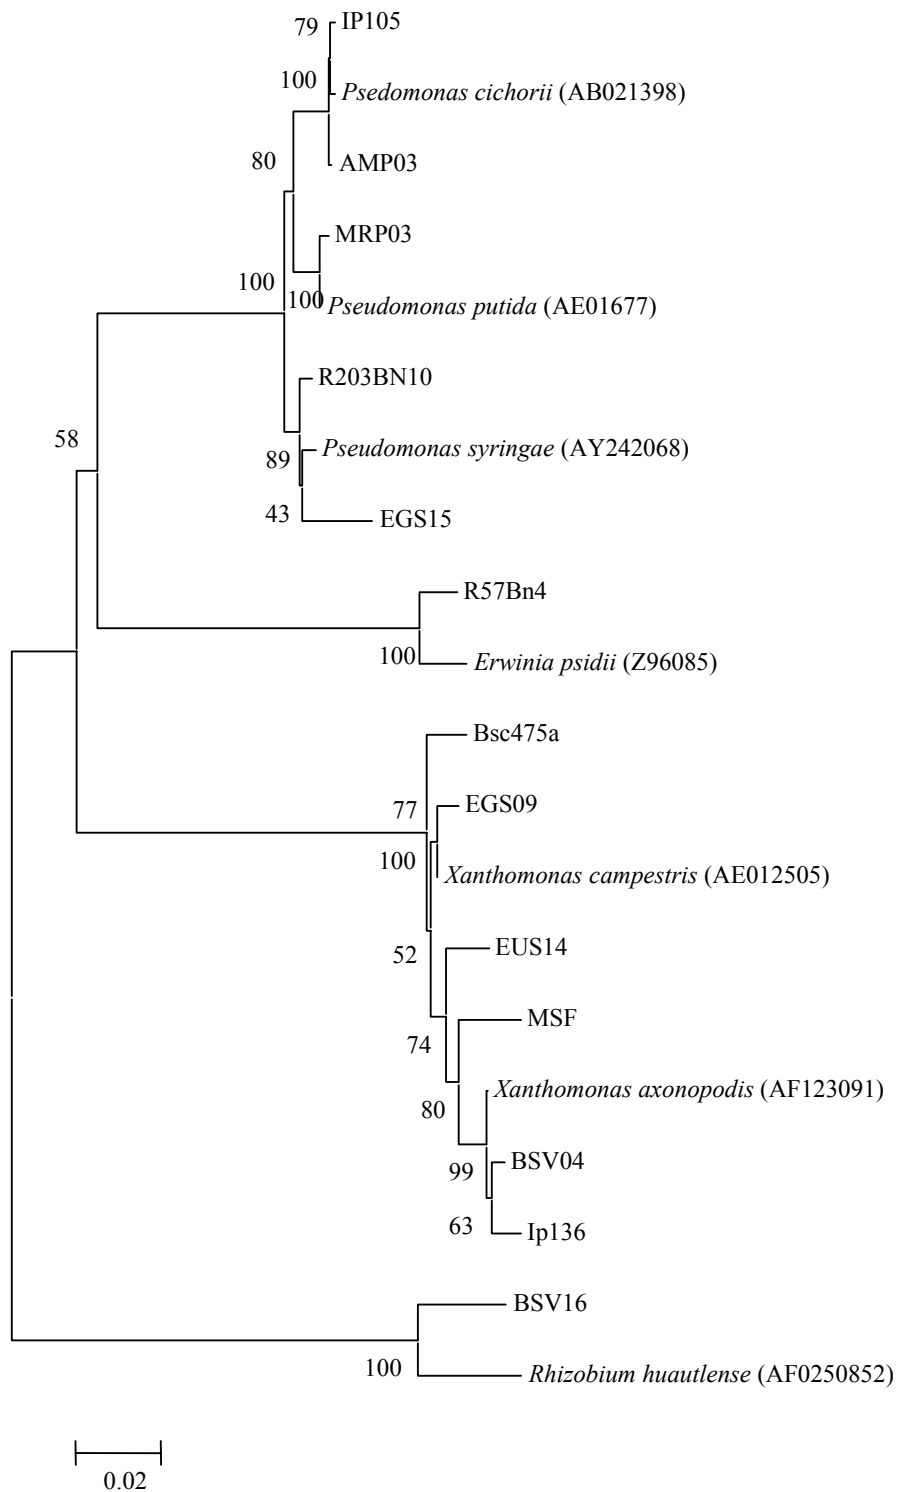 79 IP105
100 Psedomonas cichorii (AB021398)
80 AMP03
MRP03
100 100 Pseudomonas putida (AE01677)
R203BN10
58 89 Pseudomonas syringae (AY242068)
43 EGS15
R57Bn4
100 Erwinia psidii (Z96085)
Bsc475a
77 EGS09
100 Xanthomonas campestris (AE012505)
52 EUS14
74 MSF
80 Xanthomonas axonopodis (AF123091)
99 BSV04
63 Ip136
BSV16
100 Rhizobium huautlense (AF0250852)
0.02